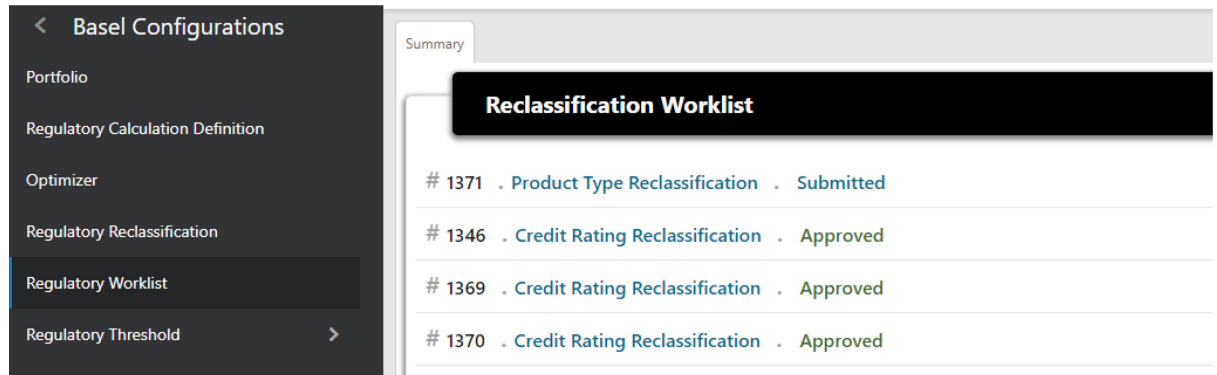 Basel Configurations
Portfolio
Regulatory Calculation Definition
Optimizer
Regulatory Reclassification
Regulatory Worklist
Regulatory Threshold
Summary
Reclassification Worklist
# 1371 . Product Type Reclassification . Submitted
# 1346 . Credit Rating Reclassification . Approved
# 1369 . Credit Rating Reclassification . Approved
# 1370 . Credit Rating Reclassification . Approved